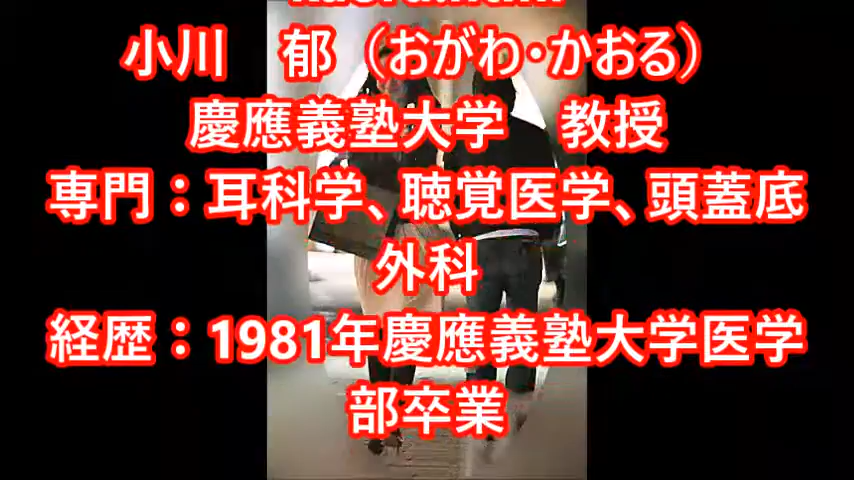 小川　郁（おがわ・かおる）
慶應義塾大学　教授
専門：耳科学、聴覚医学、頭蓋底
外科
経歴：1981年慶應義塾大学医学
部卒業